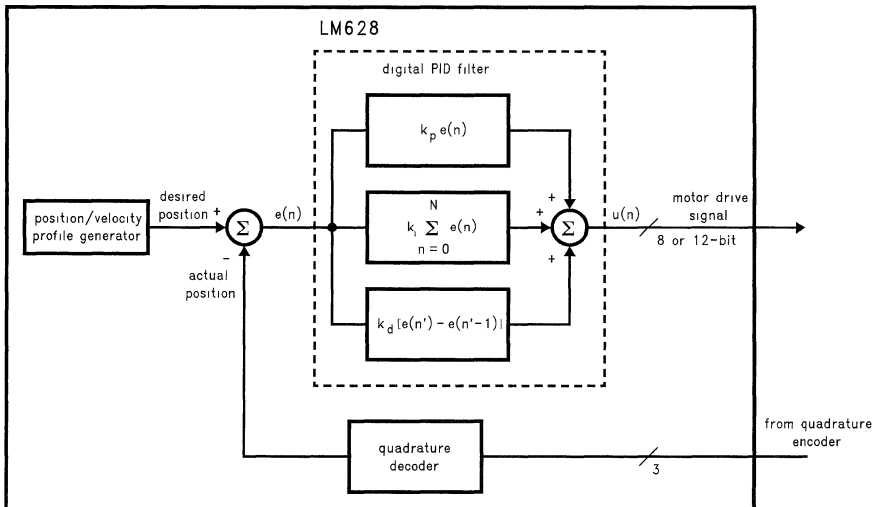 LM628
digital PID filter
k_p e(n)
desired
position +
position/velocity
profile generator
Σ
e(n)
N
k_i Σ e(n)
n = 0
+
+
+
Σ
u(n)
motor drive
signal
8 or 12-bit
−
actual
position
k_d [e(n')−e(n'−1)]
quadrature
decoder
3
from quadrature
encoder